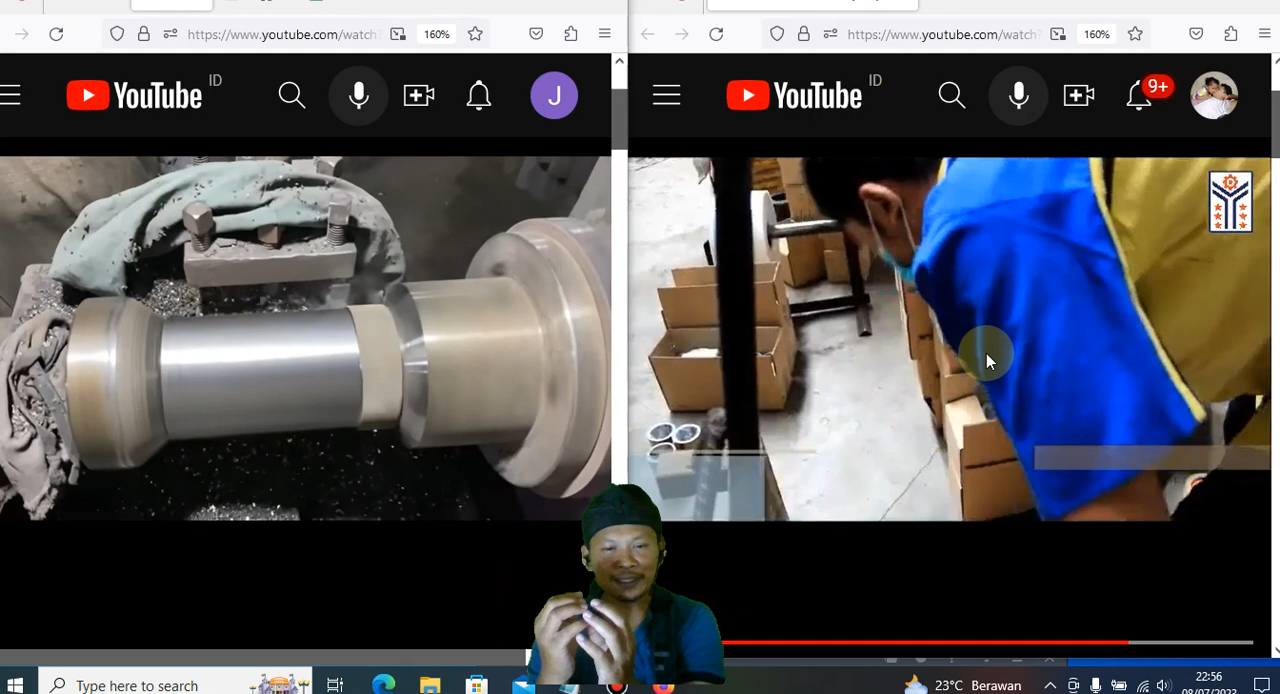 https://www.youtube.com/watch?
160%
https://www.youtube.com/watch?
160%
YouTube
ID
J
YouTube
ID
9+
Type here to search
23°C Berawan
22:56